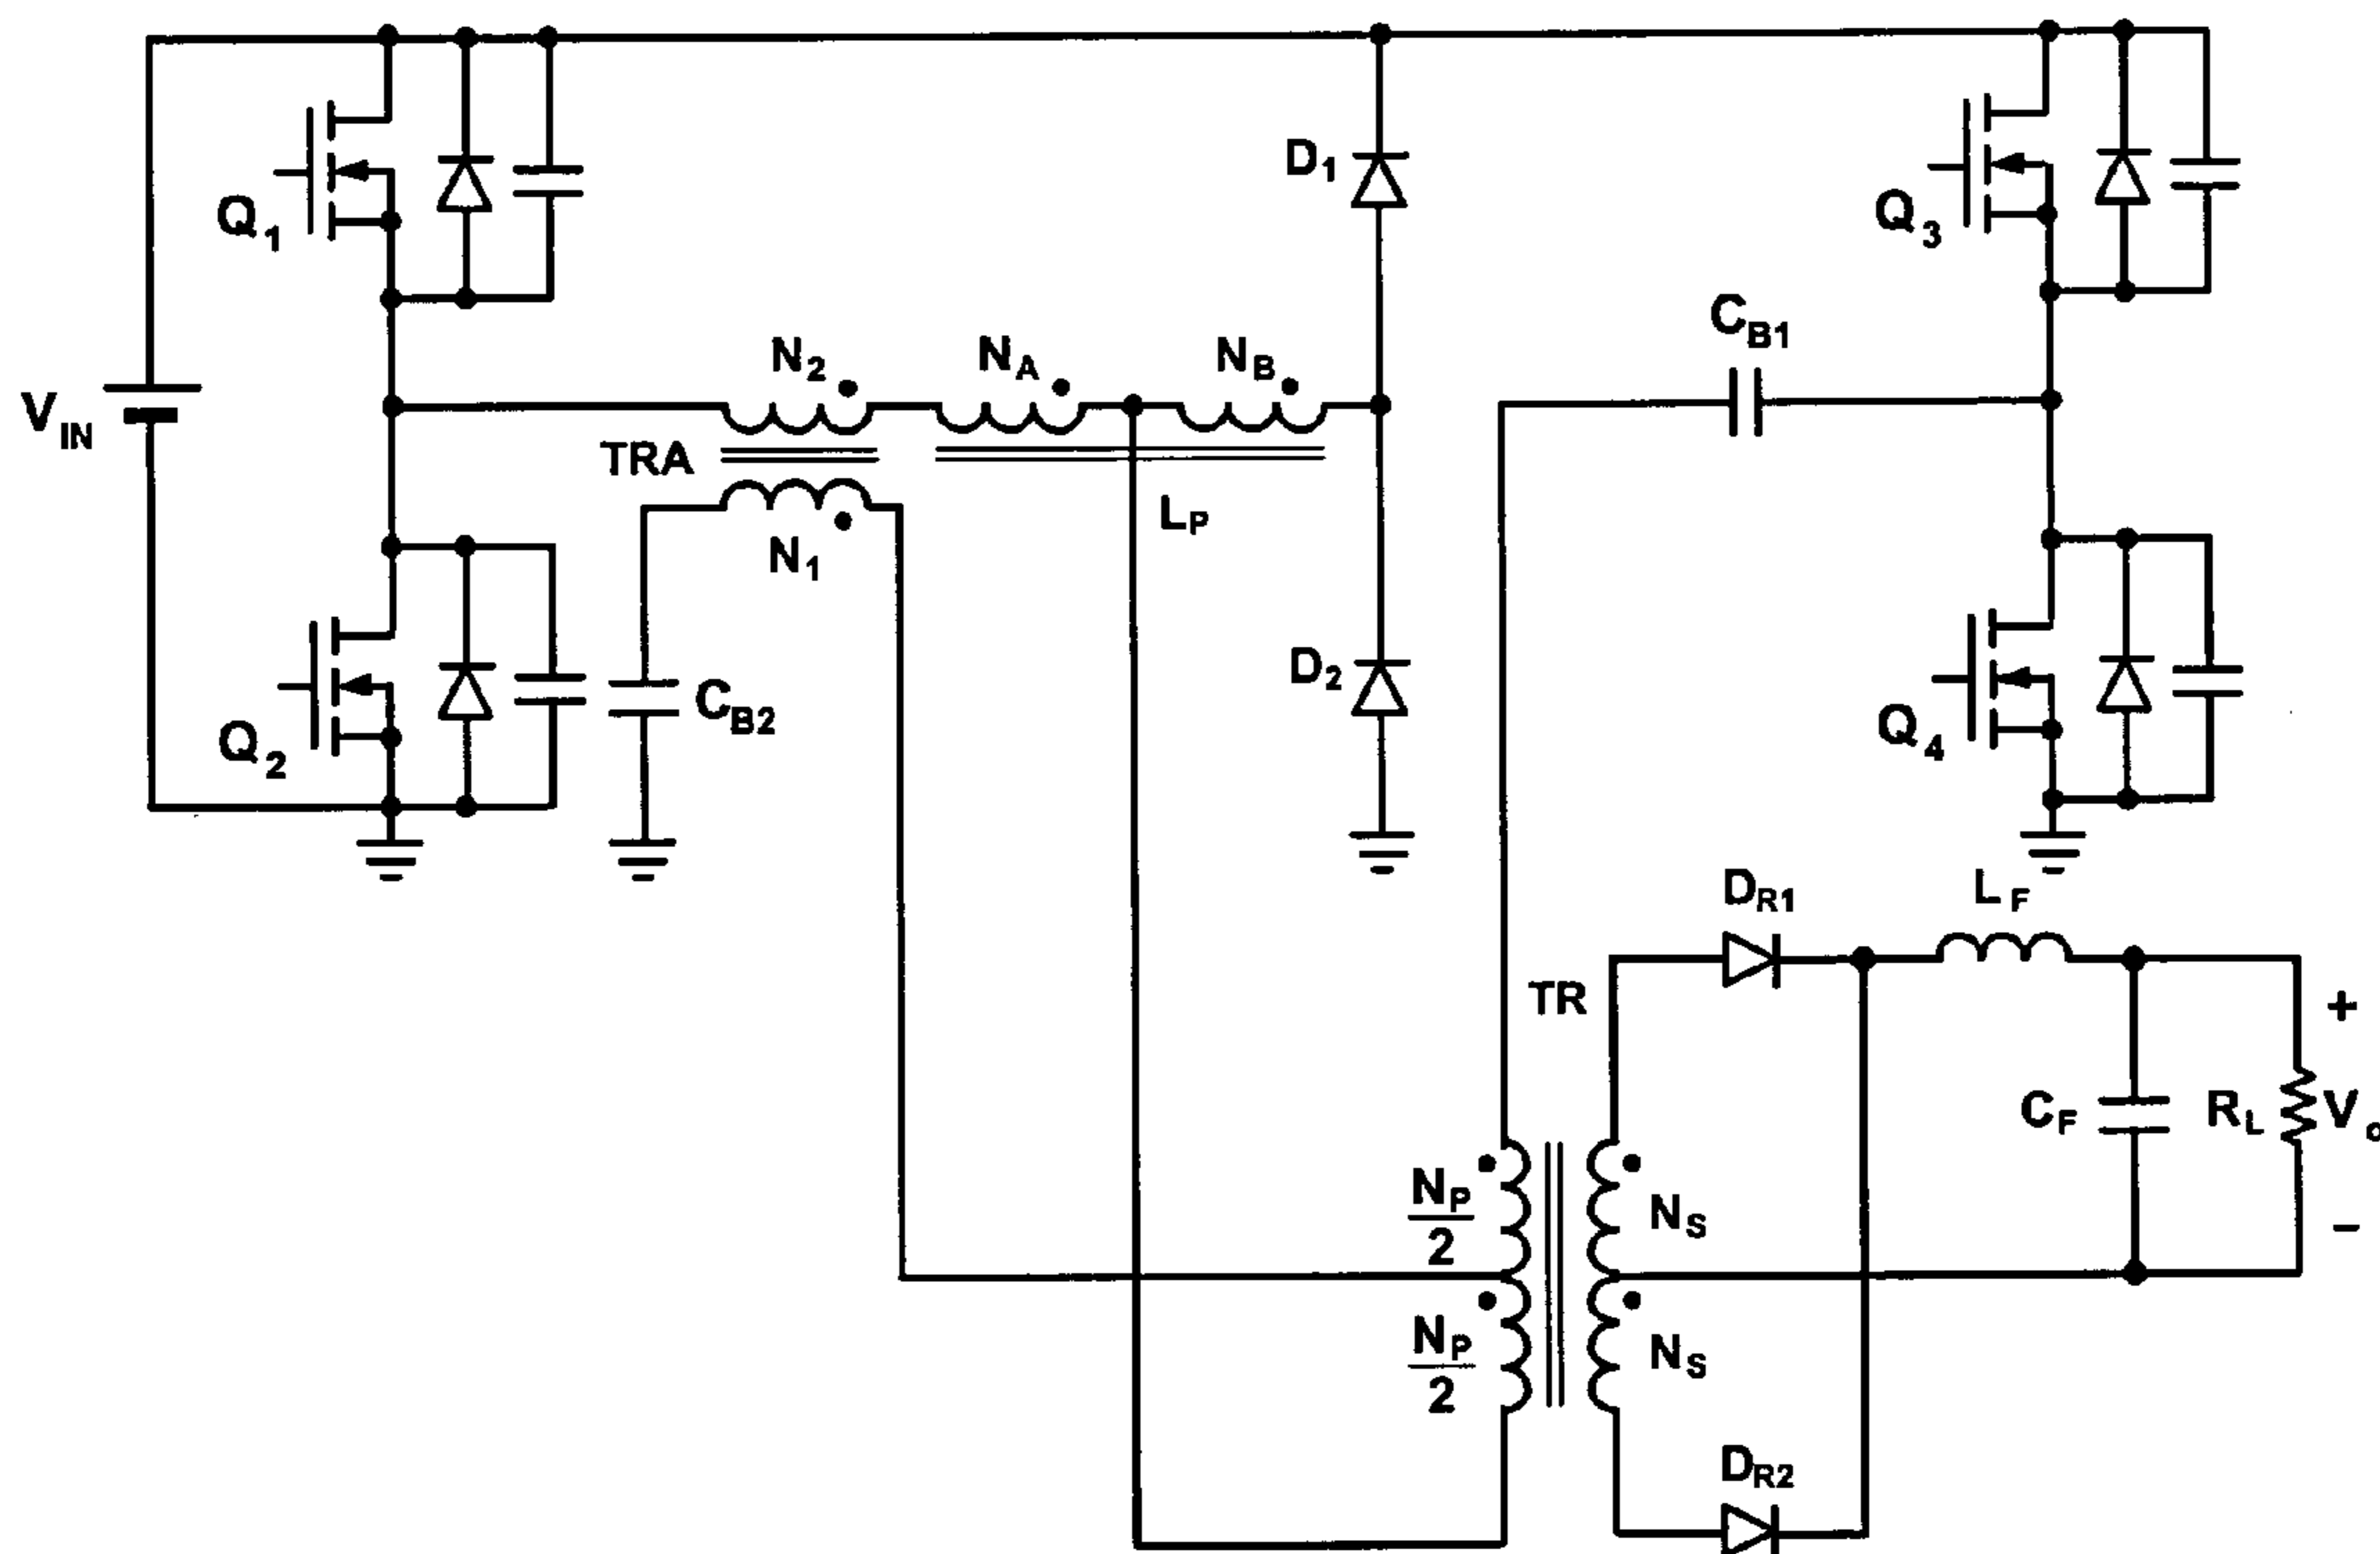 D1
Q1
Q3
CB1
N2
NA
NB
VIN
TRA
LP
N1
D2
CB2
Q2
Q4
DR1
LF
TR
+
CF
RL
Vo
NP
2
NS
−
NP
2
NS
DR2